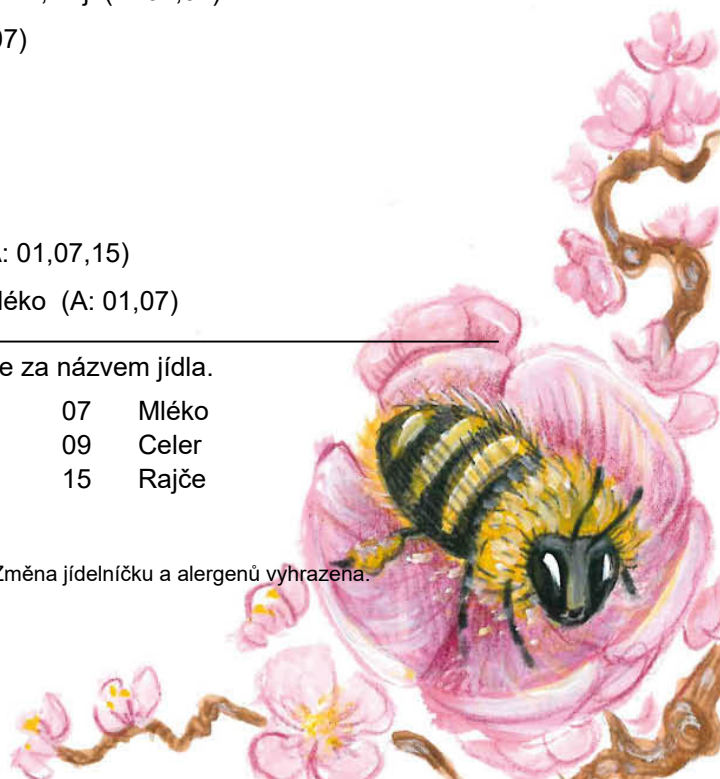 07)
: 01,07,15)
léko (A: 01,07)
e za názvem jídla.
07 Mléko
09 Celer
15 Rajče
Změna jídelníčku a alergenů vyhrazena.